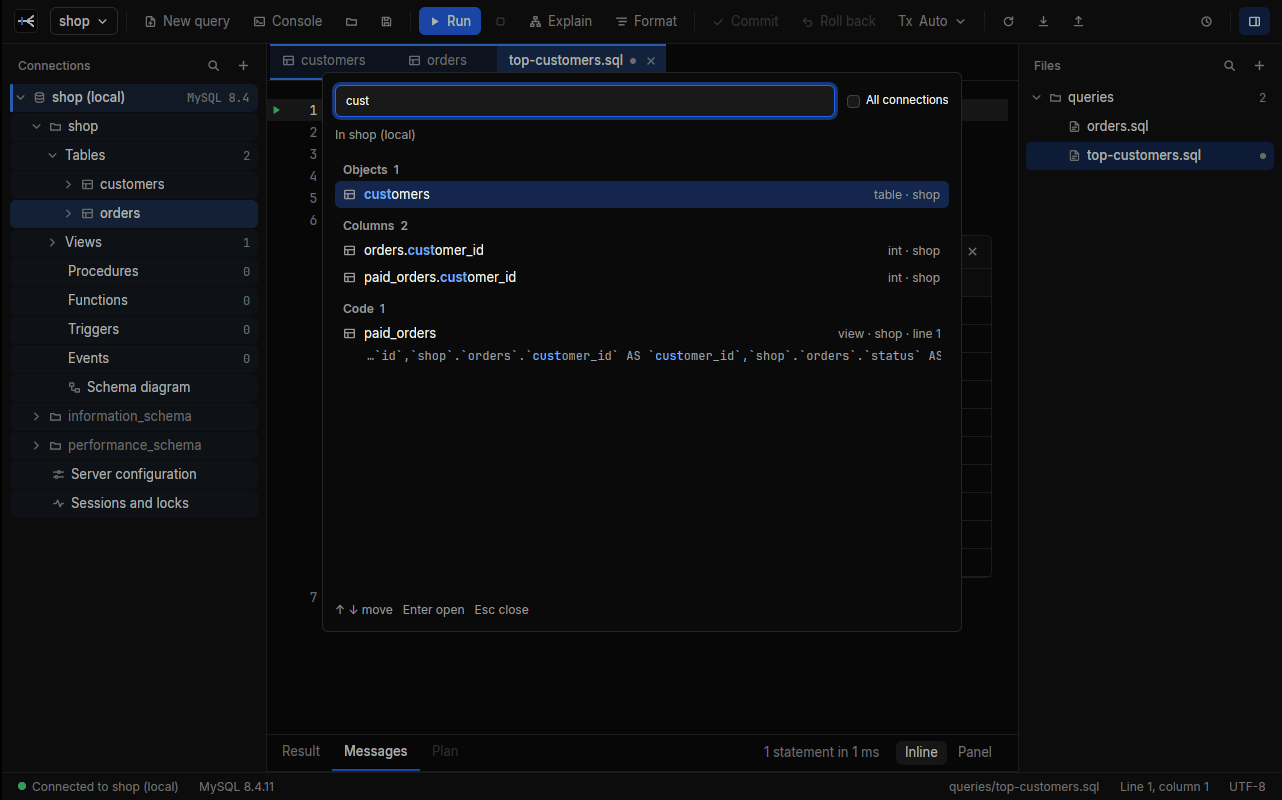 shop
New query
Console
Run
Explain
Format
Commit
Roll back
Tx Auto
Connections
customers
orders
top-customers.sql
Files
shop (local)
MySQL 8.4
shop
Tables
2
customers
orders
Views
1
Procedures
0
Functions
0
Triggers
0
Events
0
Schema diagram
information_schema
performance_schema
Server configuration
Sessions and locks
1
2
3
4
5
6
7
cust
All connections
In shop (local)
Objects 1
customers
table · shop
Columns 2
orders.customer_id
int · shop
paid_orders.customer_id
int · shop
Code 1
paid_orders
view · shop · line 1
…`id`,`shop`.`orders`.`customer_id` AS `customer_id`,`shop`.`orders`.`status` AS
↑ ↓ move Enter open Esc close
queries
2
orders.sql
top-customers.sql
Result
Messages
Plan
1 statement in 1 ms
Inline
Panel
Connected to shop (local)
MySQL 8.4.11
queries/top-customers.sql
Line 1, column 1
UTF-8